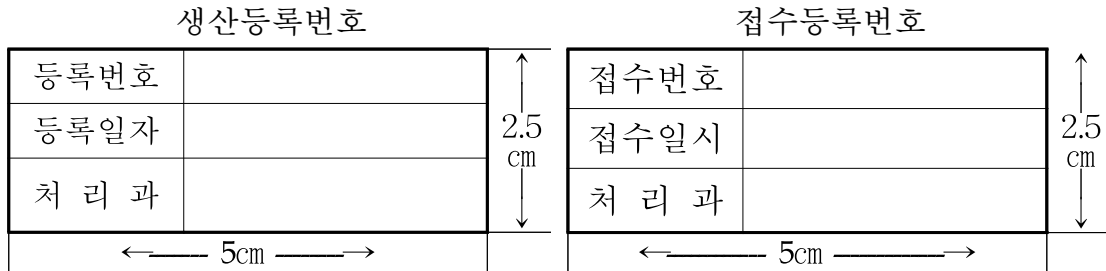 생산등록번호
등록번호
등록일자
처 리 과
2.5
cm
5cm
접수등록번호
접수번호
접수일시
처 리 과
2.5
cm
5cm